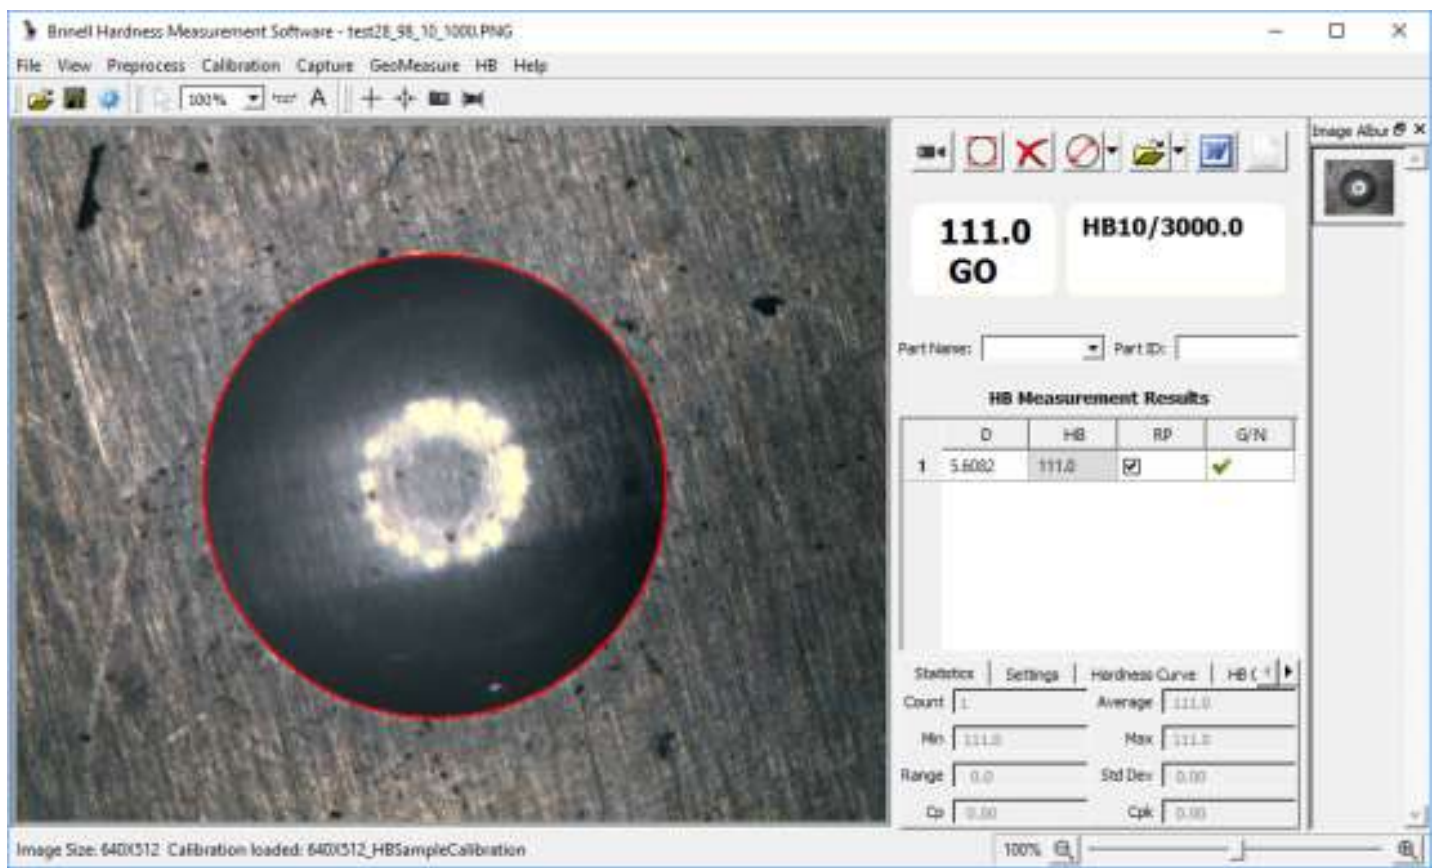 Brinell Hardness Measurement Software - test28_98_10_1000.PNG
File View Preprocess Calibration Capture GeoMeasure HB Help
100% A
Image Albur
111.0 HB10/3000.0
GO
Part Name: Part ID:
HB Measurement Results
D HB RP G/N
1 5.6082 111.0
Statistics Settings Hardness Curve HB C
Count 1 Average 111.0
Min 111.0 Max 111.0
Range 0.0 Std Dev 0.00
Cp 0.00 Cpk 0.00
Image Size: 640X512 Calibration loaded: 640X512_HBSampleCalibration 100%